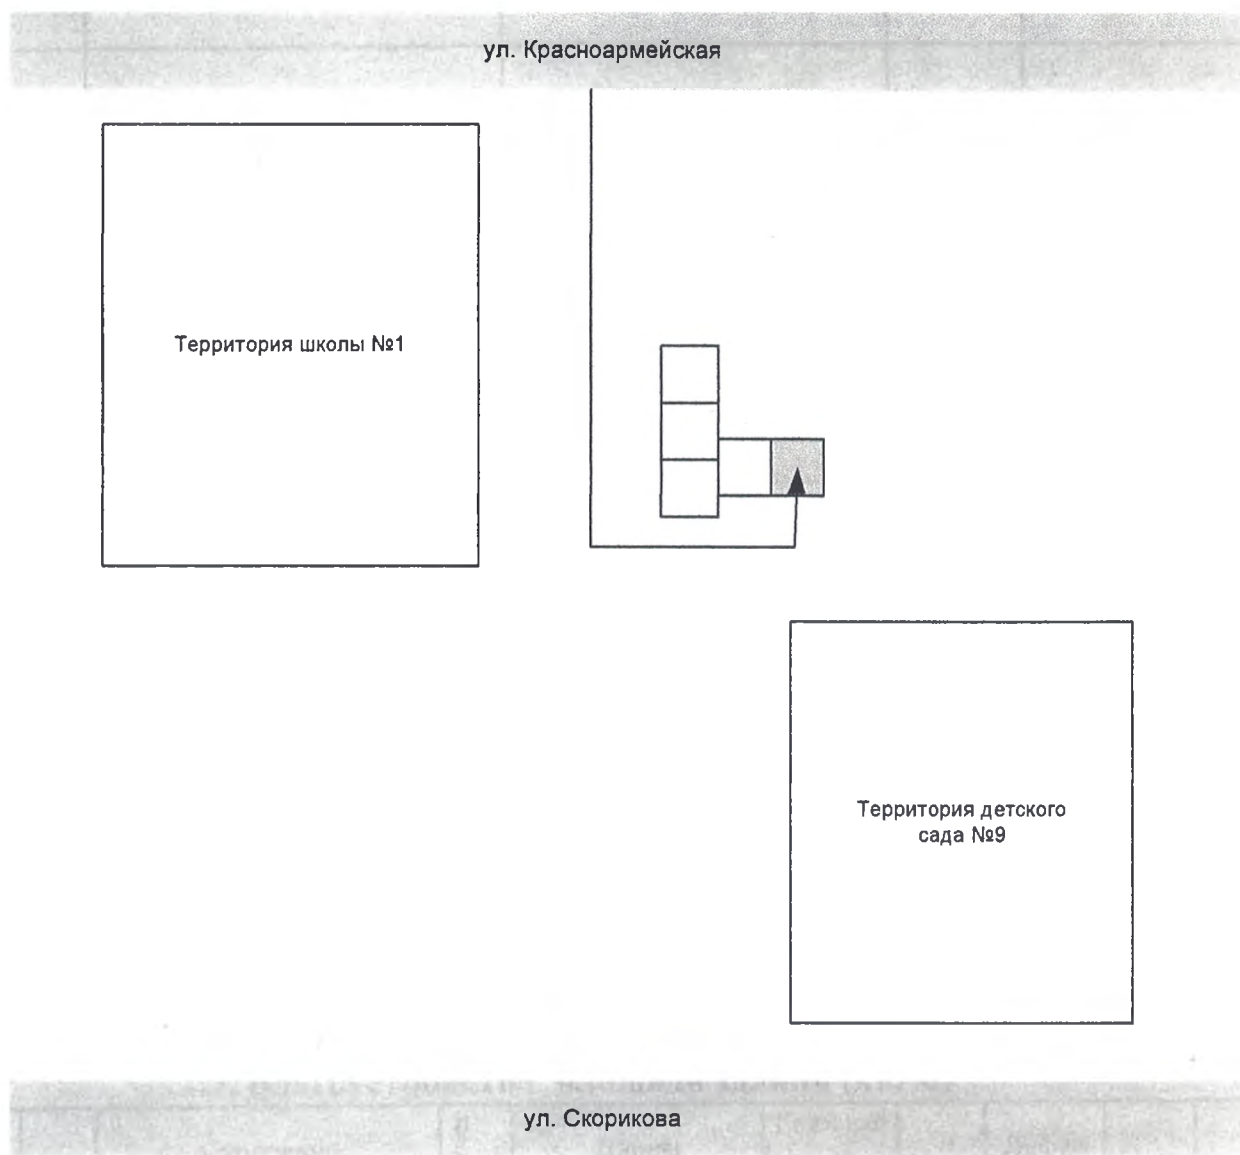 ул. Красноармейская
Территория школы №1
Территория детского
сада №9
ул. Скорикова